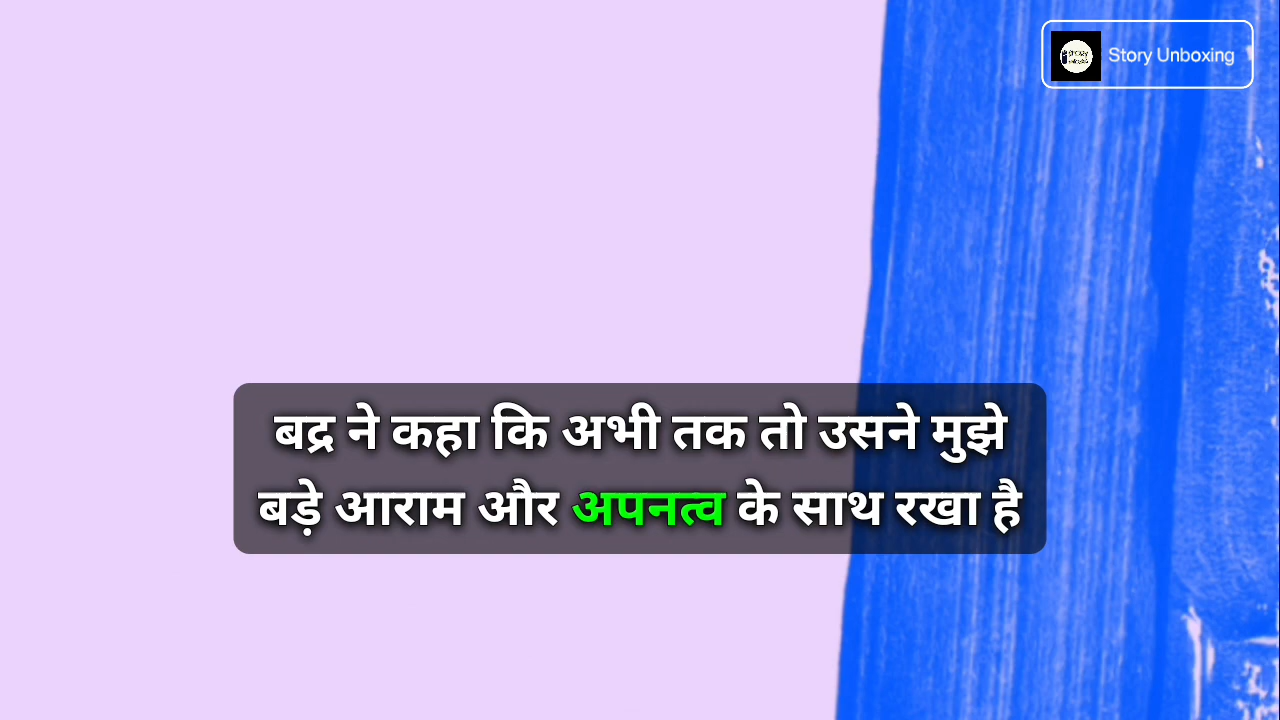 Story Unboxing
बद्र ने कहा कि अभी तक तो उसने मुझे
बड़े आराम और अपनत्व के साथ रखा है